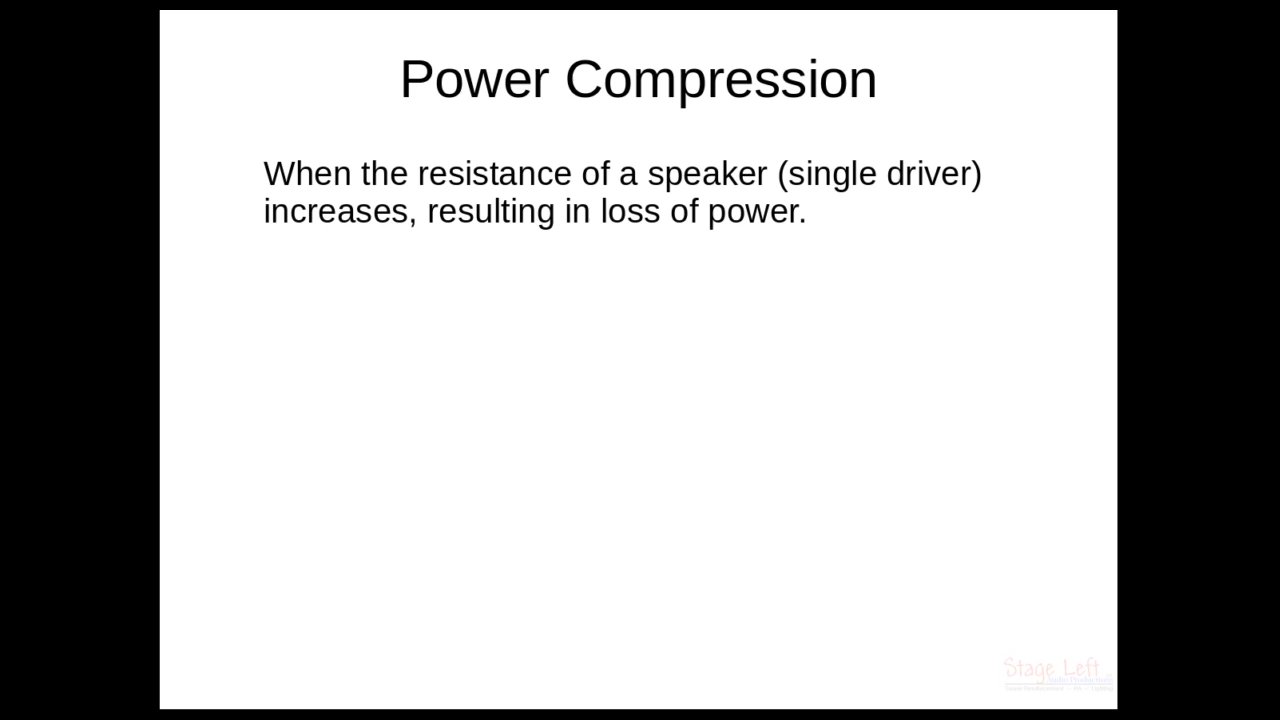 Power Compression
When the resistance of a speaker (single driver)
increases, resulting in loss of power.
Stage Left